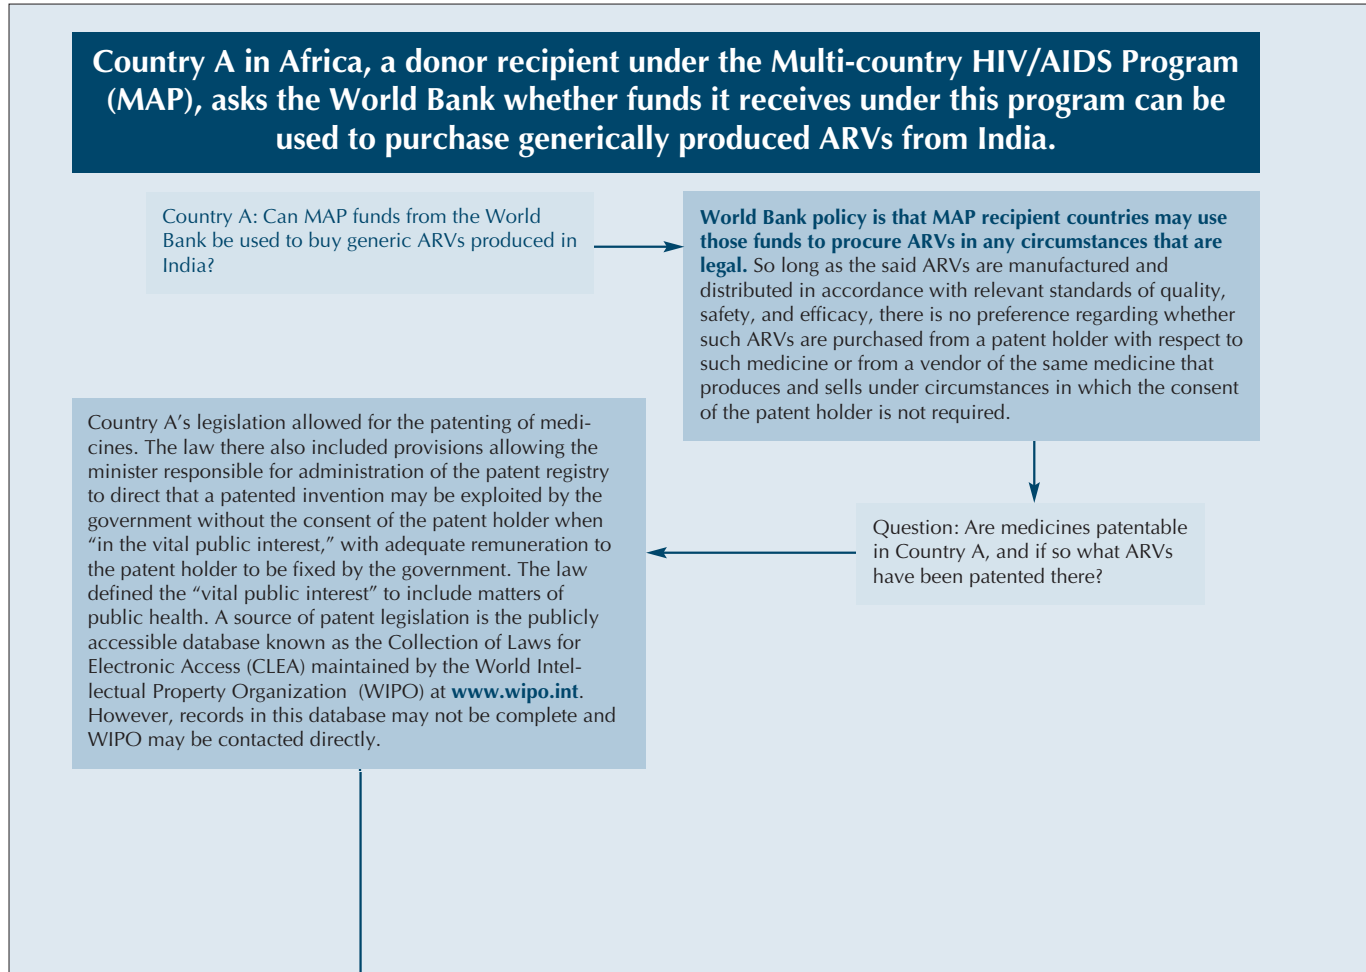 Country A in Africa, a donor recipient under the Multi-country HIV/AIDS Program
(MAP), asks the World Bank whether funds it receives under this program can be
used to purchase generically produced ARVs from India.
Country A: Can MAP funds from the World
Bank be used to buy generic ARVs produced in
India?
World Bank policy is that MAP recipient countries may use
those funds to procure ARVs in any circumstances that are
legal. So long as the said ARVs are manufactured and
distributed in accordance with relevant standards of quality,
safety, and efficacy, there is no preference regarding whether
such ARVs are purchased from a patent holder with respect to
such medicine or from a vendor of the same medicine that
produces and sells under circumstances in which the consent
of the patent holder is not required.
Question: Are medicines patentable
in Country A, and if so what ARVs
have been patented there?
Country A’s legislation allowed for the patenting of medi-
cines. The law there also included provisions allowing the
minister responsible for administration of the patent registry
to direct that a patented invention may be exploited by the
government without the consent of the patent holder when
“in the vital public interest,” with adequate remuneration to
the patent holder to be fixed by the government. The law
defined the “vital public interest” to include matters of
public health. A source of patent legislation is the publicly
accessible database known as the Collection of Laws for
Electronic Access (CLEA) maintained by the World Intel-
lectual Property Organization (WIPO) at www.wipo.int.
However, records in this database may not be complete and
WIPO may be contacted directly.